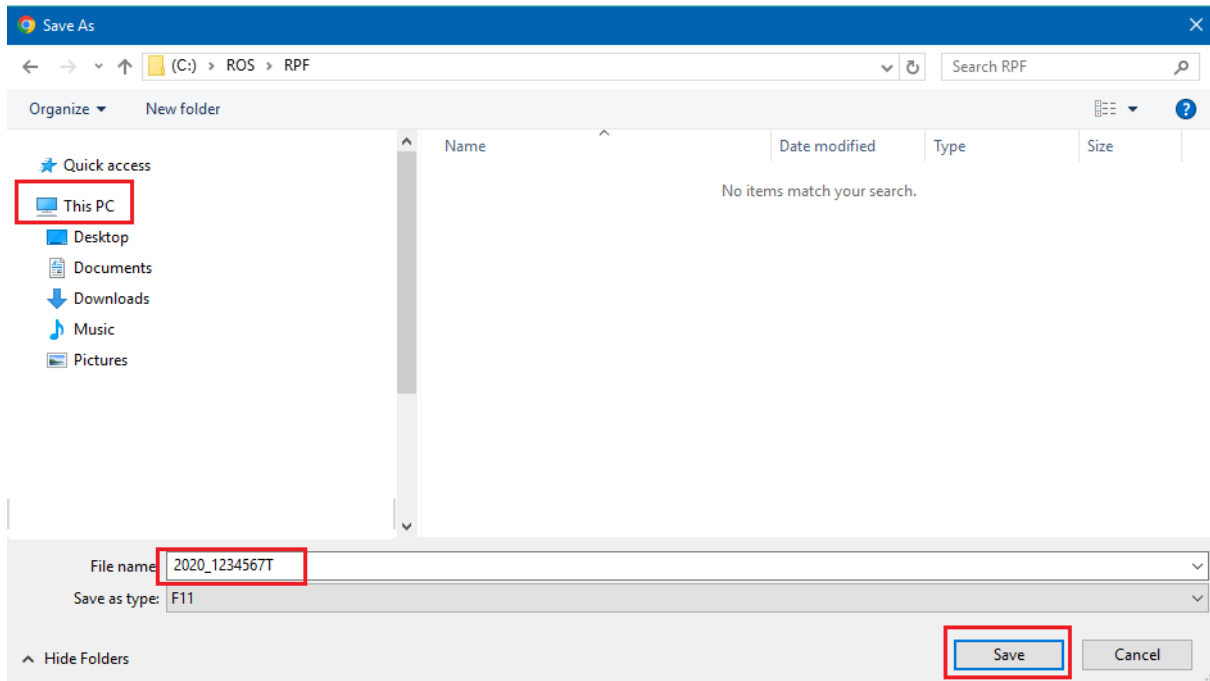 Save As
(C:) > ROS > RPF
Search RPF
Organize New folder
Name Date modified Type Size
Quick access
No items match your search.
This PC
Desktop
Documents
Downloads
Music
Pictures
File name 2020_1234567T
Save as type: F11
Hide Folders Save Cancel